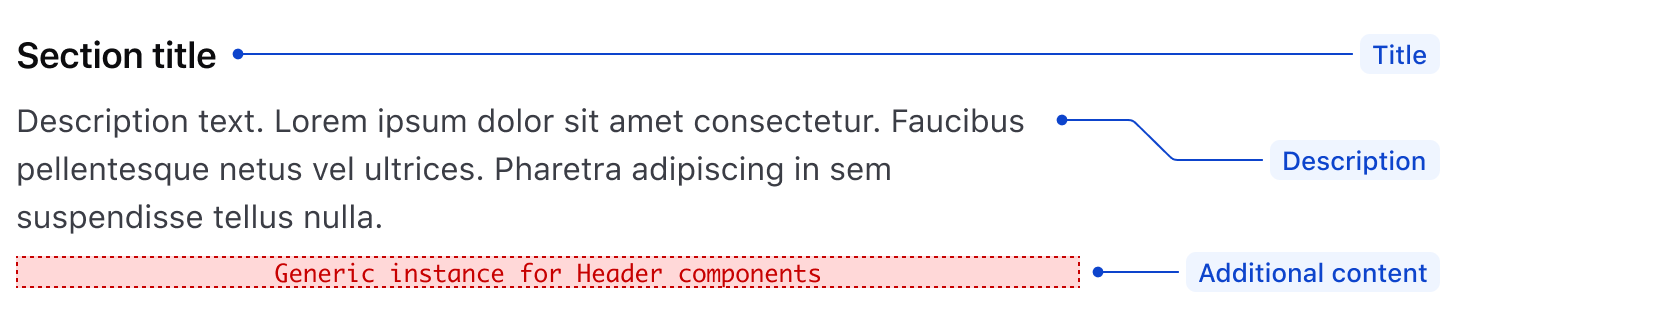 Section title
Title
Description text. Lorem ipsum dolor sit amet consectetur. Faucibus
pellentesque netus vel ultrices. Pharetra adipiscing in sem
suspendisse tellus nulla.
Description
Generic instance for Header components
Additional content